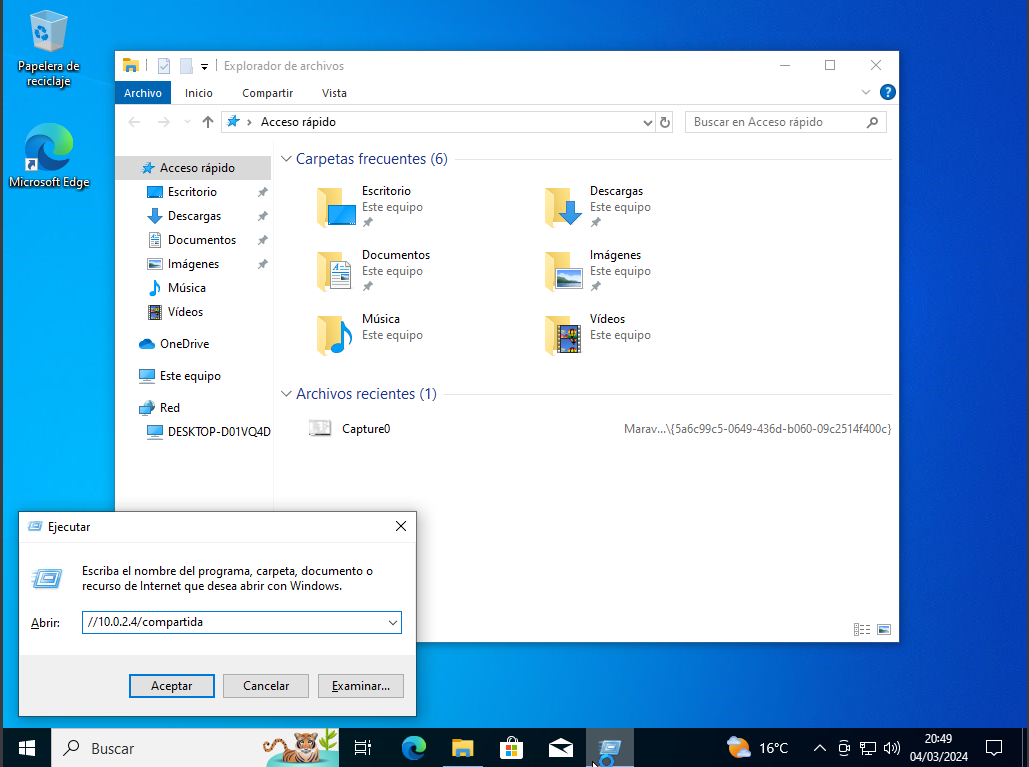 Papelera de
reciclaje
Microsoft Edge
Explorador de archivos
Archivo Inicio Compartir Vista
Acceso rápido
Buscar en Acceso rápido
Acceso rápido
Escritorio
Descargas
Documentos
Imágenes
Música
Vídeos
OneDrive
Este equipo
Red
DESKTOP-D01VQ4D
Carpetas frecuentes (6)
Escritorio
Este equipo
Descargas
Este equipo
Documentos
Este equipo
Imágenes
Este equipo
Música
Este equipo
Vídeos
Este equipo
Archivos recientes (1)
Capture0 Marav...\{5a6c99c5-0649-436d-b060-09c2514f400c}
Ejecutar
Escriba el nombre del programa, carpeta, documento o
recurso de Internet que desea abrir con Windows.
Abrir: //10.0.2.4/compartida
Aceptar Cancelar Examinar...
Buscar
16°C
20:49
04/03/2024